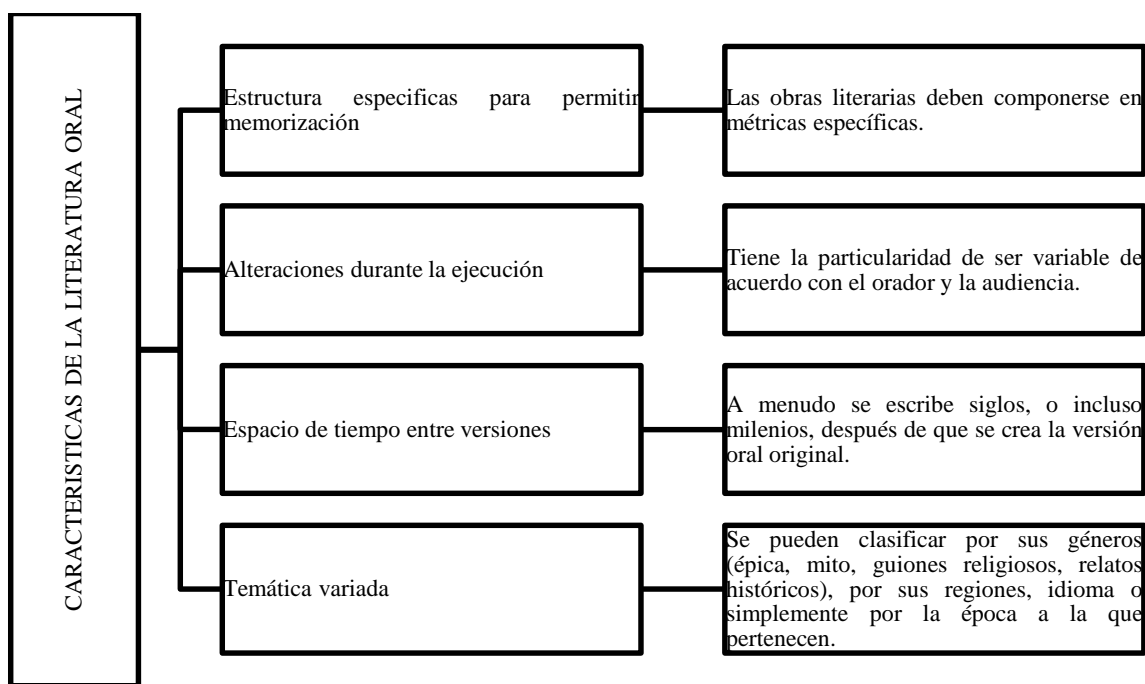 CARACTERISTICAS DE LA LITERATURA ORAL
Estructura especificas para permitir
memorización
Las obras literarias deben componerse en
métricas específicas.
Alteraciones durante la ejecución
Tiene la particularidad de ser variable de
acuerdo con el orador y la audiencia.
Espacio de tiempo entre versiones
A menudo se escribe siglos, o incluso
milenios, después de que se crea la versión
oral original.
Temática variada
Se pueden clasificar por sus géneros
(épica, mito, guiones religiosos, relatos
históricos), por sus regiones, idioma o
simplemente por la época a la que
pertenecen.